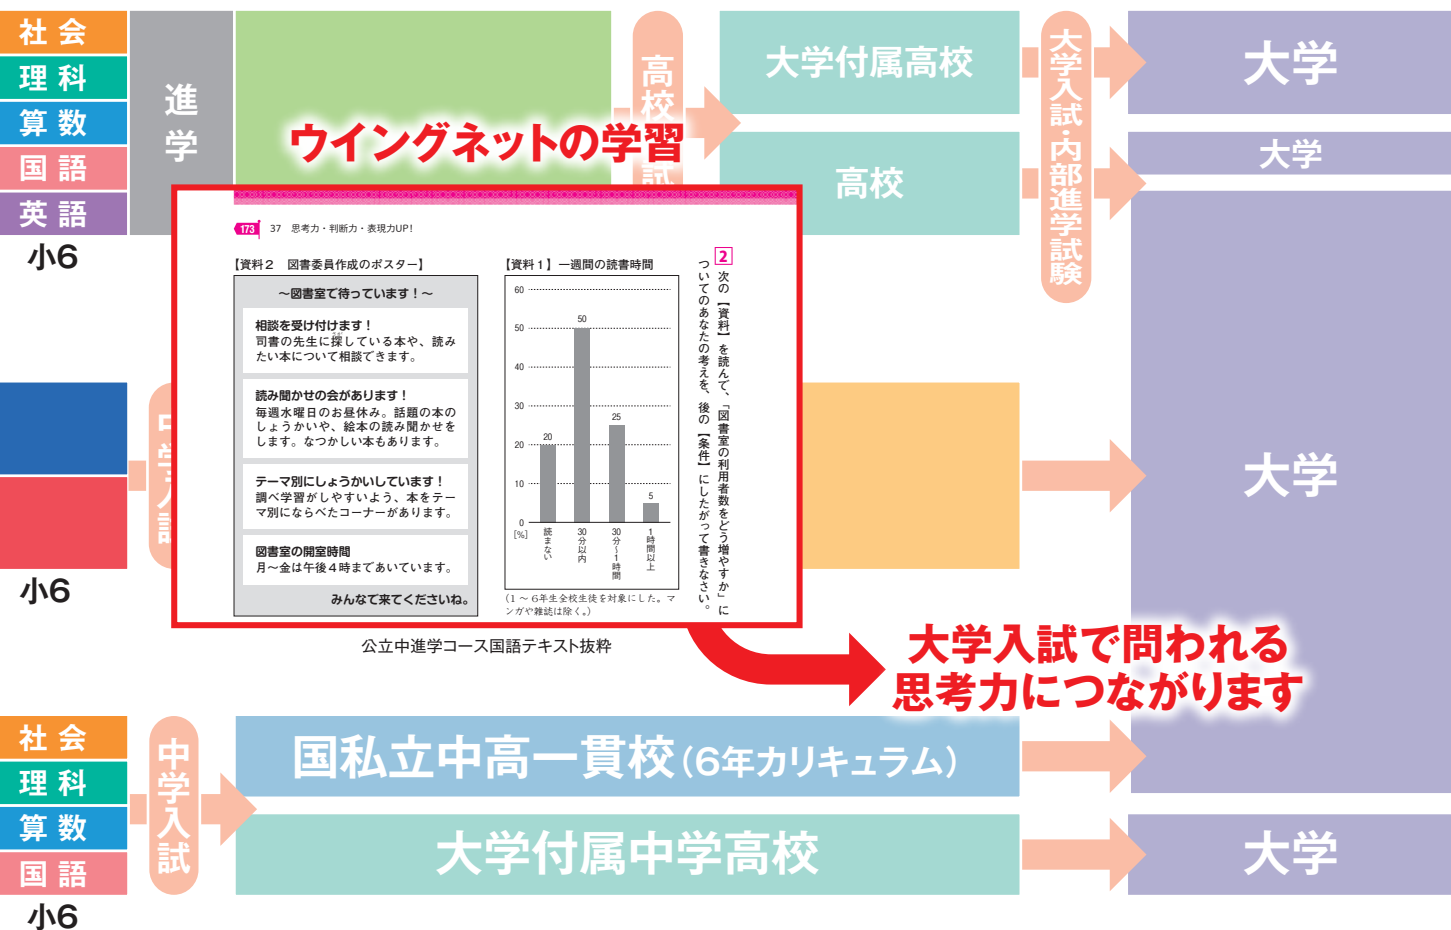 社会
理科
算数
国語
英語
小6
進学
ウイングネットの学習
高校
試
大学付属高校
高校
大学入試・内部進学試験
大学
大学
173 37 思考力・判断力・表現力UP!
2 次の【資料】を読んで、「図書室の利用者数をどう増やすか」に
ついてのあなたの考えを、後の【条件】にしたがって書きなさい。
【資料1】一週間の読書時間
60
50
40
30
20
10
0
[%]
20
50
25
5
読まない
30分以内
30分～1時間
1時間以上
(1～6年生全校生徒を対象にした。マ
ンガや雑誌は除く。)
【資料2 図書委員作成のポスター】
～図書室で待っています！～
相談を受け付けます！
司書の先生に探している本や、読み
たい本について相談できます。
読み聞かせの会があります！
毎週水曜日のお昼休み。話題の本の
しょうかいや、絵本の読み聞かせを
します。なつかしい本もあります。
テーマ別にしょうかいしています！
調べ学習がしやすいよう、本をテー
マ別にならべたコーナーがあります。
図書室の開室時間
月～金は午後4時まであいています。
みんなで来てくださいね。
公立中進学コース国語テキスト抜粋
小6
大学
大学入試で問われる
思考力につながります
社会
理科
算数
国語
小6
中学入試
国私立中高一貫校(6年カリキュラム)
大学付属中学高校
大学